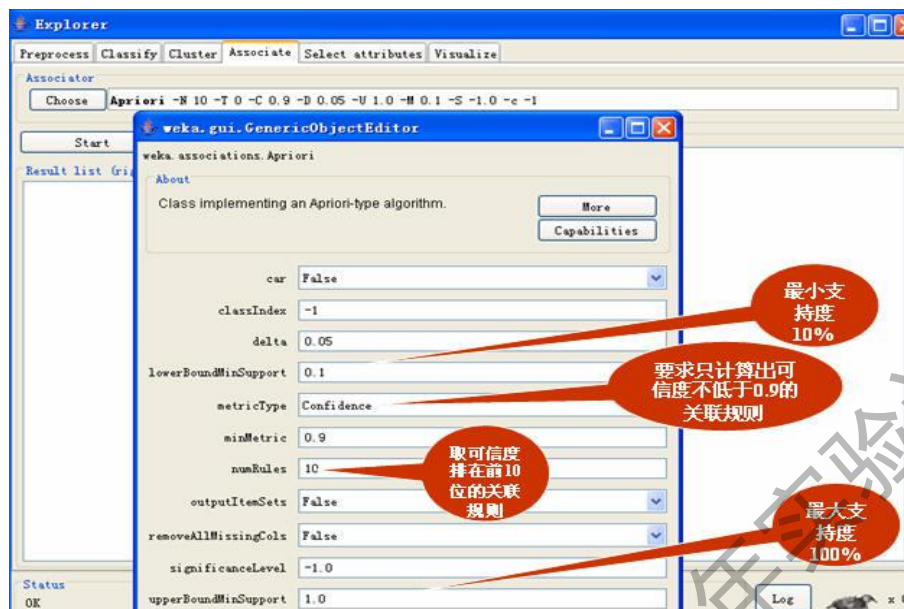 Explorer
Preprocess Classify Cluster Associate Select attributes Visualize
Associator
Choose Apriori -N 10 -T 0 -C 0.9 -D 0.05 -U 1.0 -M 0.1 -S -1.0 -c -1
Start
weka.gui.GenericObjectEditor
weka.associations.Apriori
Result list
About
Class implementing an Apriori-type algorithm.
More
Capabilities
car False
classIndex -1
delta 0.05
lowerBoundMinSupport 0.1
metricType Confidence
minMetric 0.9
numRules 10
outputItemSets False
removeAllMissingCols False
significanceLevel -1.0
upperBoundMinSupport 1.0
最小支
持度
10%
要求只计算出可
信度不低于0.9的
关联规则
取可信度
排在前10
位的关联
规则
最大支
持度
100%
Status
OK
Log
x
年实验